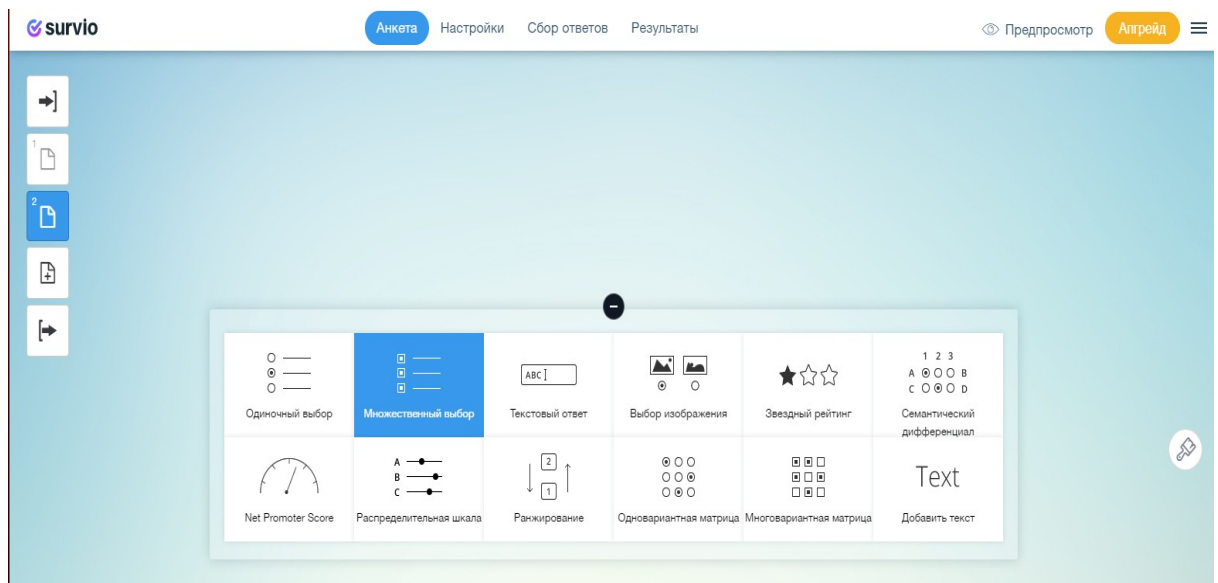 survio
Анкета Настройки Сбор ответов Результаты
Предпросмотр Апгрейд
1
2
ABC
1 2 3
A B
C D
Одиночный выбор Множественный выбор Текстовый ответ Выбор изображения Звездный рейтинг Семантический
дифференциал
A
B
C
2
1
Text
Net Promoter Score Распределительная шкала Ранжирование Одновариантная матрица Многовариантная матрица Добавить текст